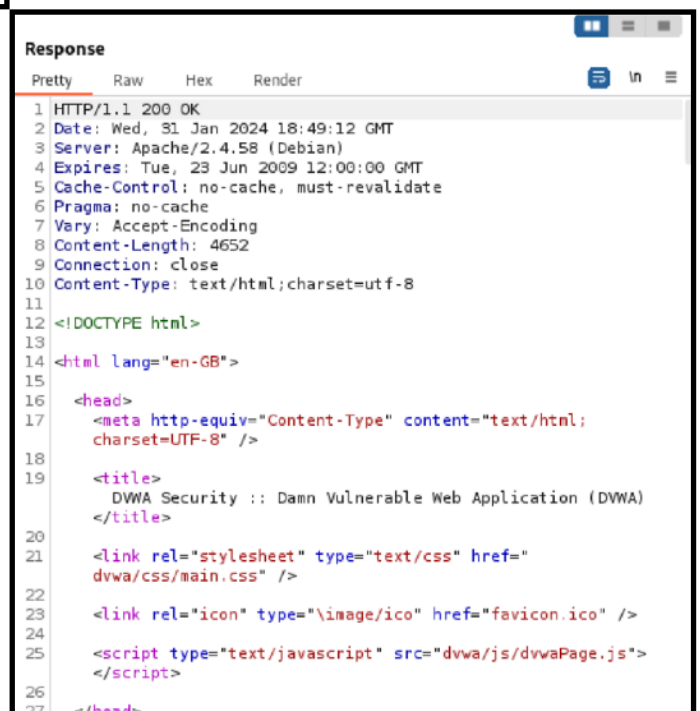 Response
Pretty Raw Hex Render \n
1 HTTP/1.1 200 OK
2 Date: Wed, 31 Jan 2024 18:49:12 GMT
3 Server: Apache/2.4.58 (Debian)
4 Expires: Tue, 23 Jun 2009 12:00:00 GMT
5 Cache-Control: no-cache, must-revalidate
6 Pragma: no-cache
7 Vary: Accept-Encoding
8 Content-Length: 4652
9 Connection: close
10 Content-Type: text/html;charset=utf-8
11
12 <!DOCTYPE html>
13
14 <html lang="en-GB">
15
16 <head>
17 <meta http-equiv="Content-Type" content="text/html;
charset=UTF-8" />
18
19 <title>
DVWA Security :: Damn Vulnerable Web Application (DVWA)
</title>
20
21 <link rel="stylesheet" type="text/css" href="
dvwa/css/main.css" />
22
23 <link rel="icon" type="\image/ico" href="favicon.ico" />
24
25 <script type="text/javascript" src="dvwa/js/dvwaPage.js">
</script>
26
27 </head>